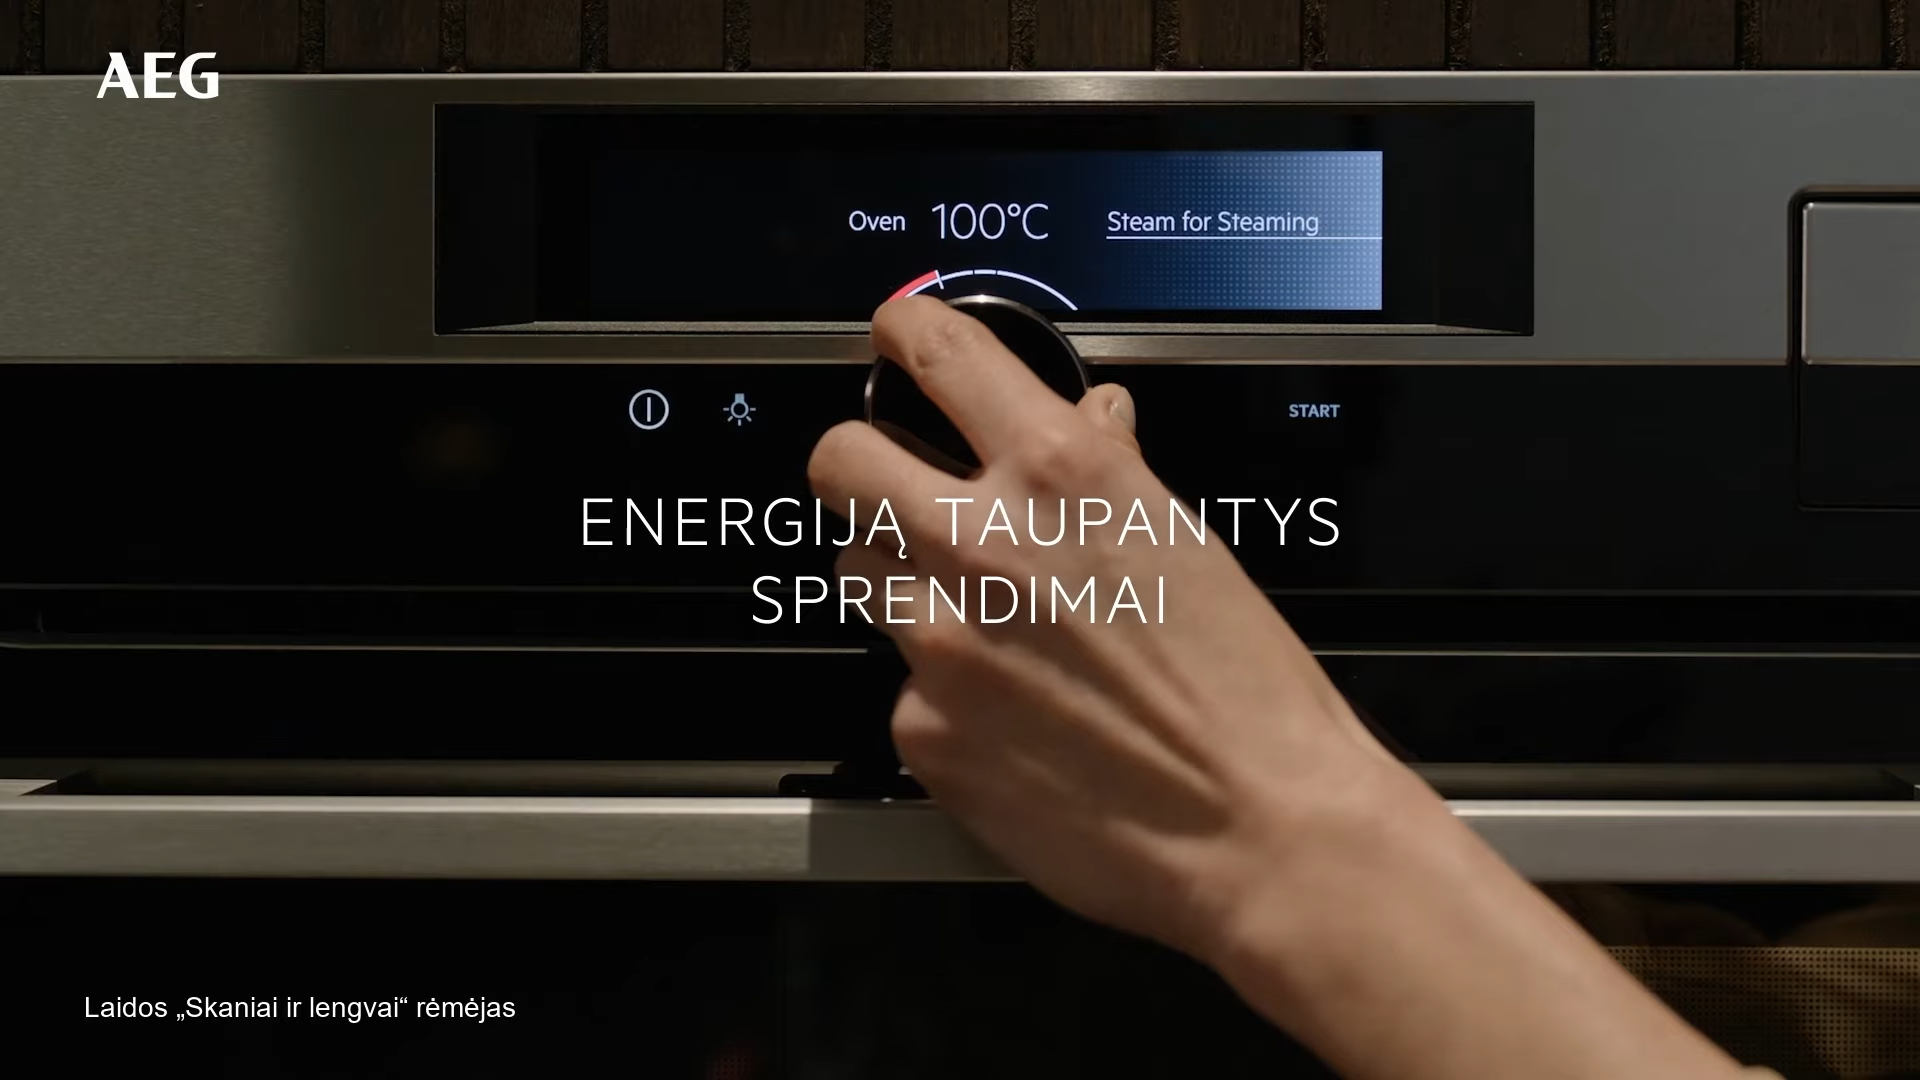 AEG
Oven 100°C Steam for Steaming
START
ENERGIJĄ TAUPANTYS
SPRENDIMAI
Laidos „Skaniai ir lengvai“ rėmėjas